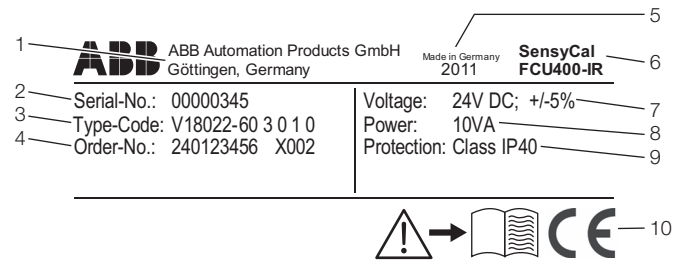 5
1
ABB
ABB Automation Products GmbH
Göttingen, Germany
Made in Germany
2011
SensyCal
FCU400-IR
6
2
Serial-No.: 00000345
Voltage: 24V DC; +/-5%
7
3
Type-Code: V18022-60 3 0 1 0
Power: 10VA
8
4
Order-No.: 240123456 X002
Protection: Class IP40
9
CE
10